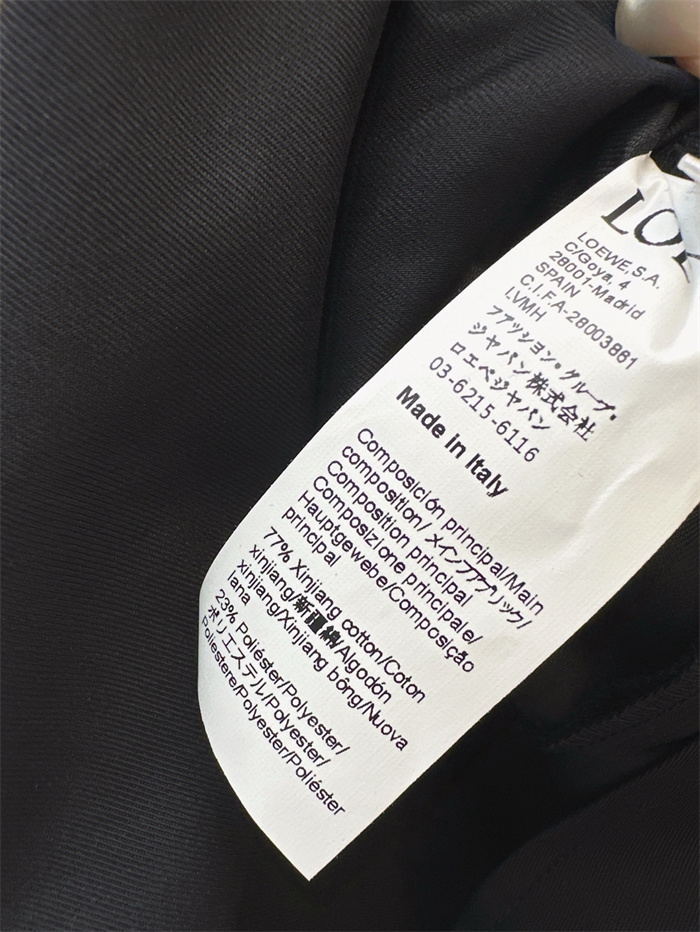 LOE
LOEWE,S.A.
C/Goya, 4
28001-Madrid
SPAIN
C.I.F.A-28003861
LVMH
ファッション・グループ・
ジャパン株式会社
ロエベジャパン
03-6215-6116
Made in Italy
Composición principal/Main
composition/メインファブリック/
Composition principal
Composizione principale/
Hauptgewebe/Composição
principal
77% Xinjiang cotton/Coton
xinjiang/新疆綿/Algodón
xinjiang/Xinjiang bông/Nuova
lana
23% Poliéster/Polyester/
ポリエステル/Polyester/
Poliestere/Polyester/Poliéster